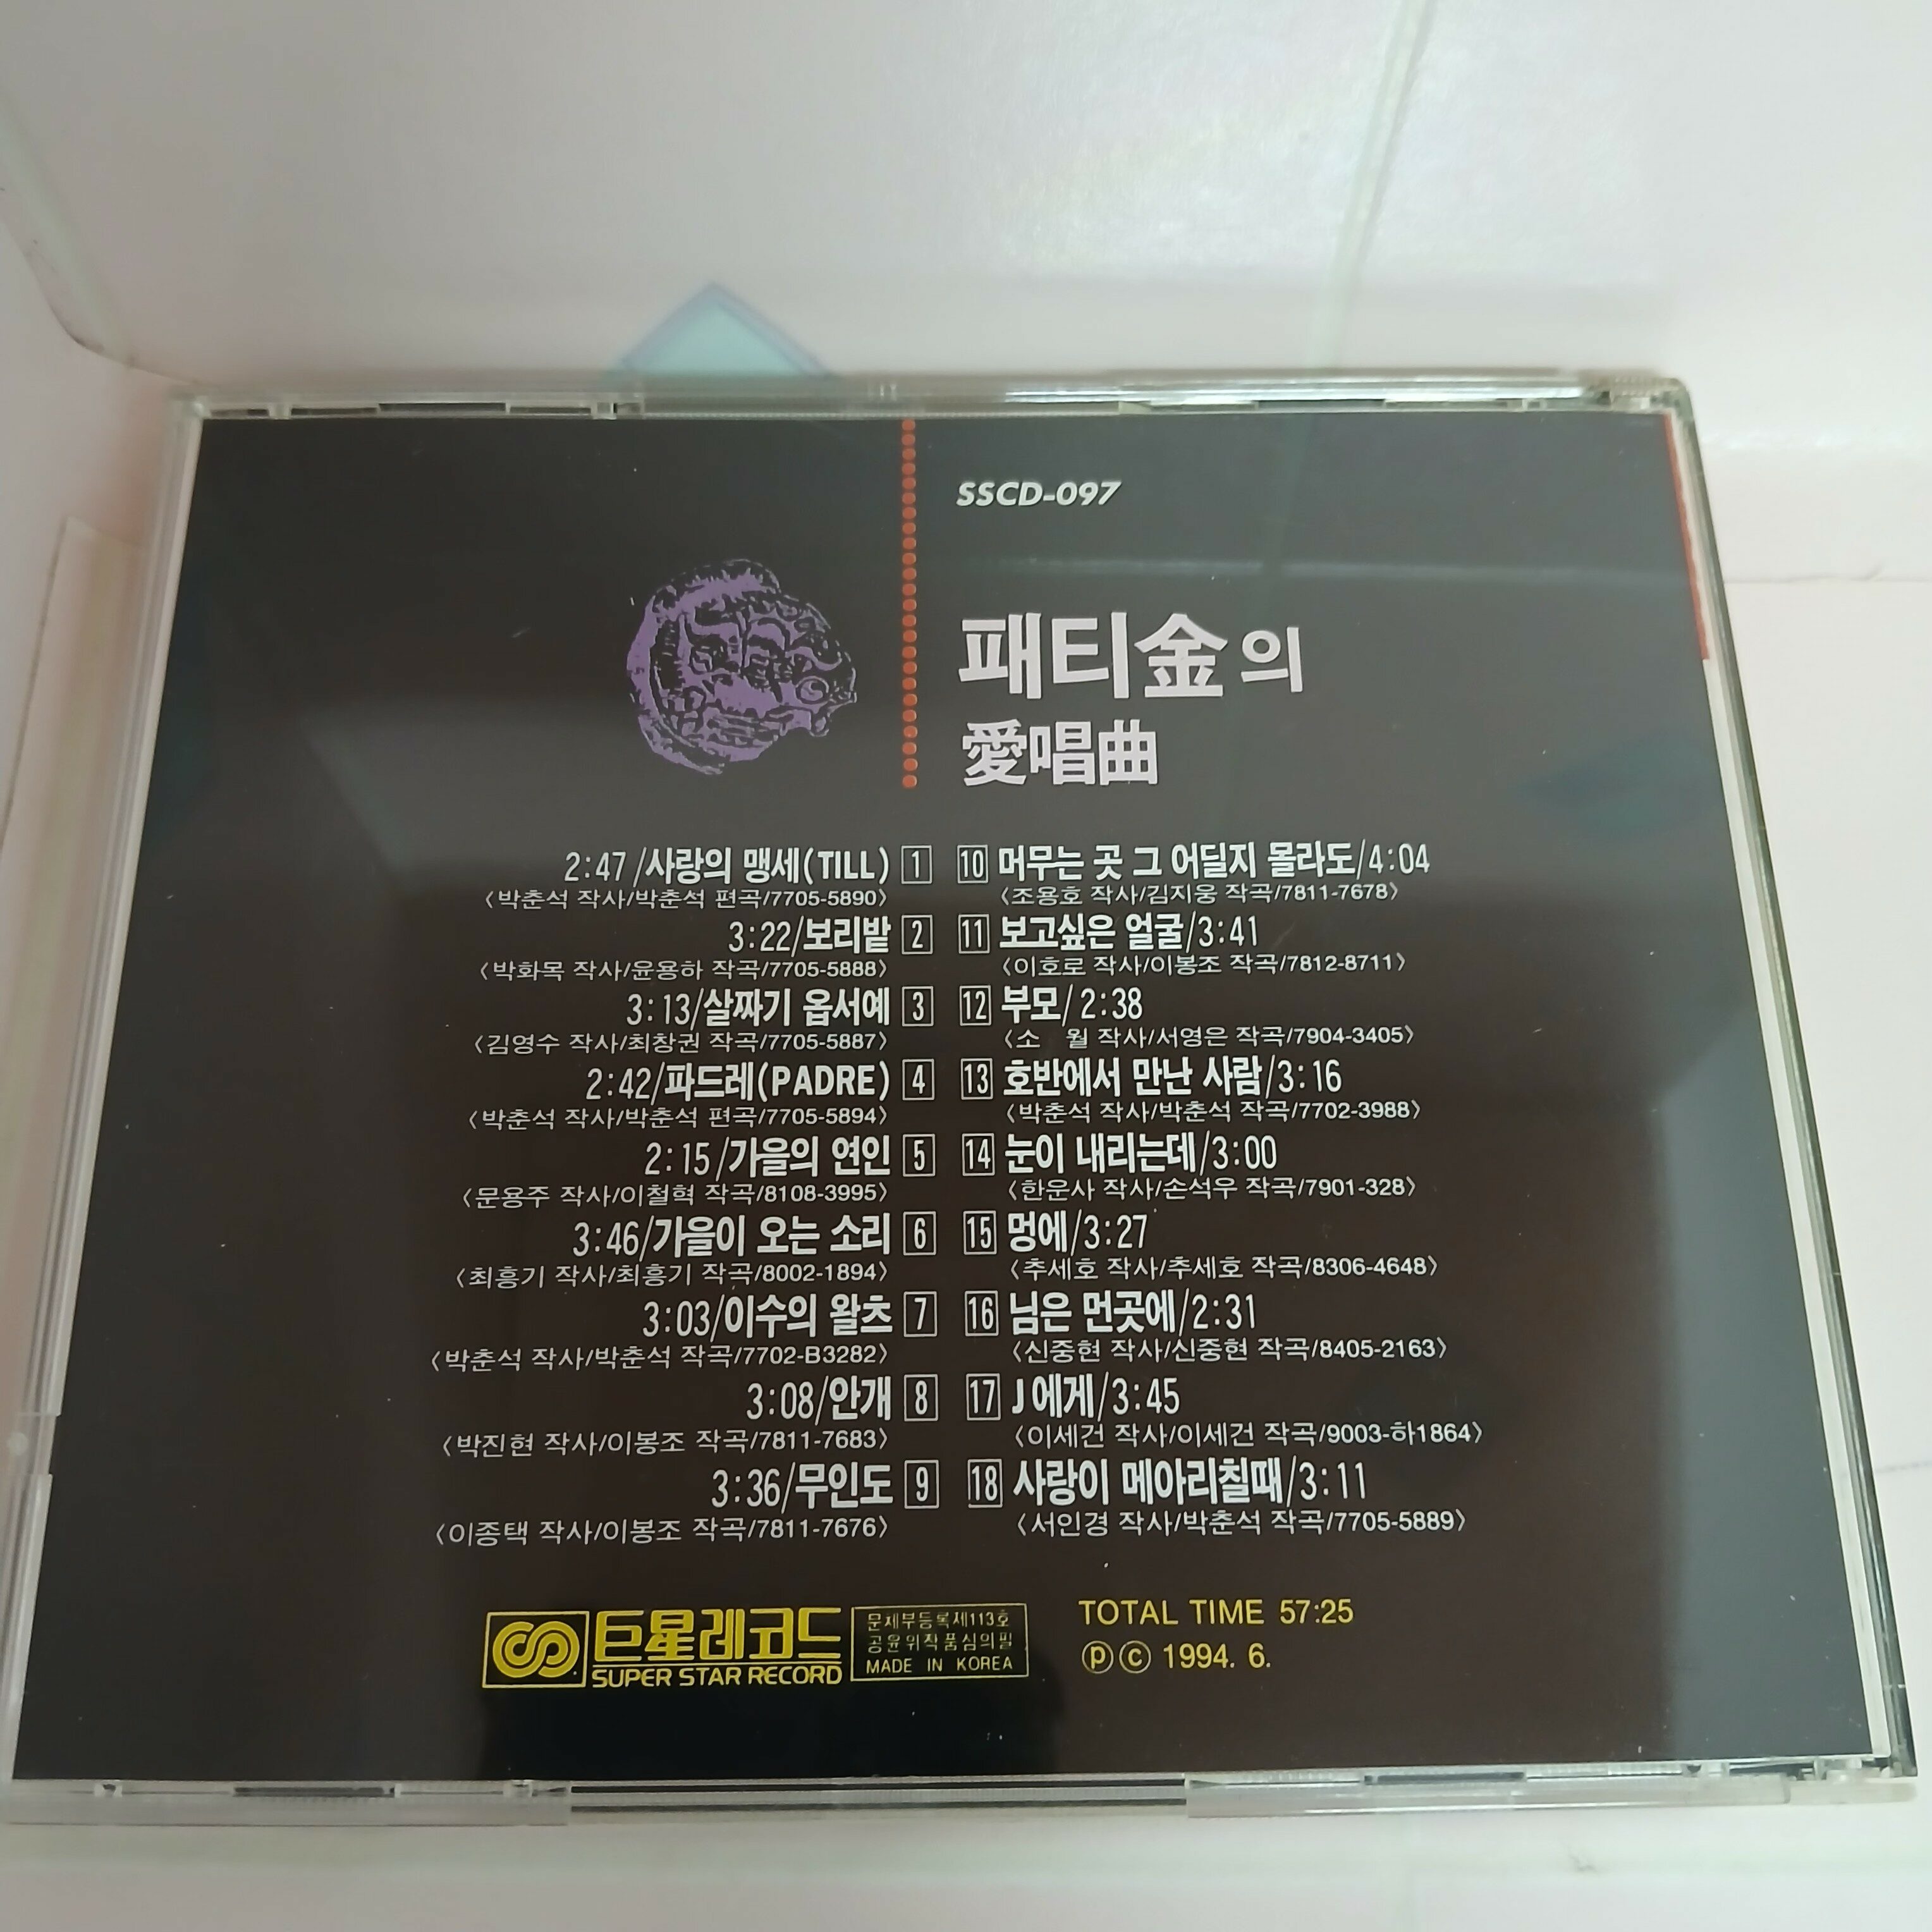 SSCD-097
패티金의
愛唱曲
2:47/사랑의 맹세(TILL) 1
〈박춘석 작사/박춘석 편곡/7705-5890〉
3:22/보리밭 2
〈박화목 작사/윤용하 작곡/7705-5888〉
3:13/살짜기 옵서예 3
〈김영수 작사/최창권 작곡/7705-5887〉
2:42/파드레(PADRE) 4
〈박춘석 작사/박춘석 편곡/7705-5894〉
2:15/가을의 연인 5
〈문용주 작사/이철혁 작곡/8108-3995〉
3:46/가을이 오는 소리 6
〈최흥기 작사/최흥기 작곡/8002-1894〉
3:03/이수의 왈츠 7
〈박춘석 작사/박춘석 작곡/7702-B3282〉
3:08/안개 8
〈박진현 작사/이봉조 작곡/7811-7683〉
3:36/무인도 9
〈이종택 작사/이봉조 작곡/7811-7676〉
10 머무는 곳 그 어딜지 몰라도/4:04
〈조용호 작사/김지웅 작곡/7811-7678〉
11 보고싶은 얼굴/3:41
〈이호로 작사/이봉조 작곡/7812-8711〉
12 부모/2:38
〈소 월 작사/서영은 작곡/7904-3405〉
13 호반에서 만난 사람/3:16
〈박춘석 작사/박춘석 작곡/7702-3988〉
14 눈이 내리는데/3:00
〈한운사 작사/손석우 작곡/7901-328〉
15 멍에/3:27
〈추세호 작사/추세호 작곡/8306-4648〉
16 님은 먼곳에/2:31
〈신중현 작사/신중현 작곡/8405-2163〉
17 J에게/3:45
〈이세건 작사/이세건 작곡/9003-하1864〉
18 사랑이 메아리칠때/3:11
〈서인경 작사/박춘석 작곡/7705-5889〉
巨星레코드
SUPER STAR RECORD
문제부등록제113호
공윤위작품심의필
MADE IN KOREA
TOTAL TIME 57:25
ⓟⓒ 1994. 6.